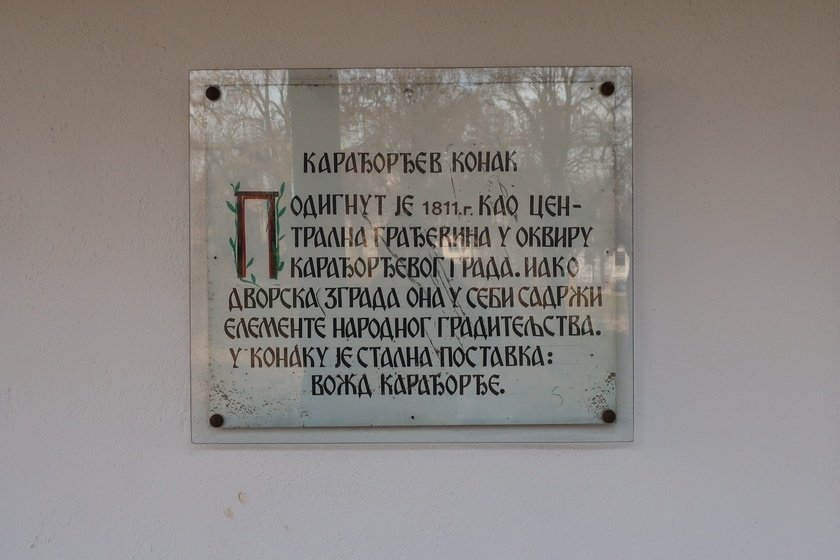 КАРАЂОРЂЕВ КОНАК
ПОДИГНУТ ЈЕ 1811.г. КАО ЦЕН-
ТРАЛНА ГРАЂЕВИНА У ОКВИРУ
КАРАЂОРЂЕВОГ ГРАДА. ИАКО
ДВОРСКА ЗГРАДА ОНА У СЕБИ САДРЖИ
ЕЛЕМЕНТЕ НАРОДНОГ ГРАДИТЕЉСТВА.
У КОНАКУ ЈЕ СТАЛНА ПОСТАВКА:
ВОЖД КАРАЂОРЂЕ.